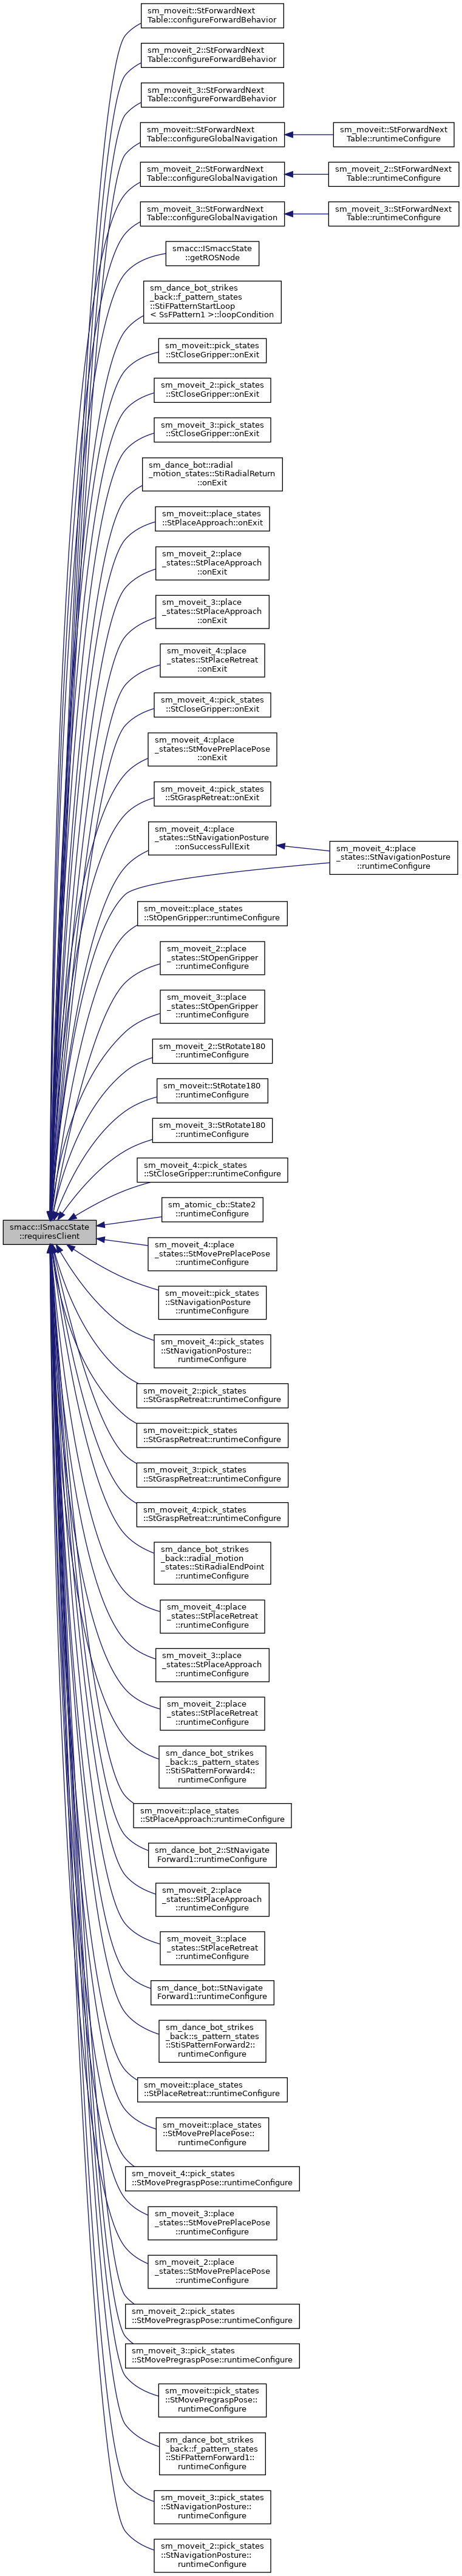 sm_moveit::StForwardNext
Table::configureForwardBehavior
sm_moveit_2::StForwardNext
Table::configureForwardBehavior
sm_moveit_3::StForwardNext
Table::configureForwardBehavior
sm_moveit::StForwardNext
Table::configureGlobalNavigation
sm_moveit::StForwardNext
Table::runtimeConfigure
sm_moveit_2::StForwardNext
Table::configureGlobalNavigation
sm_moveit_2::StForwardNext
Table::runtimeConfigure
sm_moveit_3::StForwardNext
Table::configureGlobalNavigation
sm_moveit_3::StForwardNext
Table::runtimeConfigure
smacc::ISmaccState
::getROSNode
sm_dance_bot_strikes
_back::f_pattern_states
::StiFPatternStartLoop
< SsFPattern1 >::loopCondition
sm_moveit::pick_states
::StCloseGripper::onExit
sm_moveit_2::pick_states
::StCloseGripper::onExit
sm_moveit_3::pick_states
::StCloseGripper::onExit
sm_dance_bot::radial
_motion_states::StiRadialReturn
::onExit
sm_moveit::place_states
::StPlaceApproach::onExit
sm_moveit_2::place
_states::StPlaceApproach
::onExit
sm_moveit_3::place
_states::StPlaceApproach
::onExit
sm_moveit_4::place
_states::StPlaceRetreat
::onExit
sm_moveit_4::pick_states
::StCloseGripper::onExit
sm_moveit_4::place
_states::StMovePrePlacePose
::onExit
sm_moveit_4::pick_states
::StGraspRetreat::onExit
sm_moveit_4::place
_states::StNavigationPosture
::onSuccessFullExit
sm_moveit_4::place
_states::StNavigationPosture
::runtimeConfigure
sm_moveit::place_states
::StOpenGripper::runtimeConfigure
sm_moveit_2::place
_states::StOpenGripper
::runtimeConfigure
sm_moveit_3::place
_states::StOpenGripper
::runtimeConfigure
sm_moveit_2::StRotate180
::runtimeConfigure
sm_moveit::StRotate180
::runtimeConfigure
sm_moveit_3::StRotate180
::runtimeConfigure
sm_moveit_4::pick_states
::StCloseGripper::runtimeConfigure
sm_atomic_cb::State2
::runtimeConfigure
smacc::ISmaccState
::requiresClient
sm_moveit_4::place
_states::StMovePrePlacePose
::runtimeConfigure
sm_moveit::pick_states
::StNavigationPosture
::runtimeConfigure
sm_moveit_4::pick_states
::StNavigationPosture::
runtimeConfigure
sm_moveit_2::pick_states
::StGraspRetreat::runtimeConfigure
sm_moveit::pick_states
::StGraspRetreat::runtimeConfigure
sm_moveit_3::pick_states
::StGraspRetreat::runtimeConfigure
sm_moveit_4::pick_states
::StGraspRetreat::runtimeConfigure
sm_dance_bot_strikes
_back::radial_motion
_states::StiRadialEndPoint
::runtimeConfigure
sm_moveit_4::place
_states::StPlaceRetreat
::runtimeConfigure
sm_moveit_3::place
_states::StPlaceApproach
::runtimeConfigure
sm_moveit_2::place
_states::StPlaceRetreat
::runtimeConfigure
sm_dance_bot_strikes
_back::s_pattern_states
::StiSPatternForward4::
runtimeConfigure
sm_moveit::place_states
::StPlaceApproach::runtimeConfigure
sm_dance_bot_2::StNavigate
Forward1::runtimeConfigure
sm_moveit_2::place
_states::StPlaceApproach
::runtimeConfigure
sm_moveit_3::place
_states::StPlaceRetreat
::runtimeConfigure
sm_dance_bot::StNavigate
Forward1::runtimeConfigure
sm_dance_bot_strikes
_back::s_pattern_states
::StiSPatternForward2::
runtimeConfigure
sm_moveit::place_states
::StPlaceRetreat::runtimeConfigure
sm_moveit::place_states
::StMovePrePlacePose::
runtimeConfigure
sm_moveit_4::pick_states
::StMovePregraspPose::runtimeConfigure
sm_moveit_3::place
_states::StMovePrePlacePose
::runtimeConfigure
sm_moveit_2::place
_states::StMovePrePlacePose
::runtimeConfigure
sm_moveit_2::pick_states
::StMovePregraspPose::runtimeConfigure
sm_moveit_3::pick_states
::StMovePregraspPose::runtimeConfigure
sm_moveit::pick_states
::StMovePregraspPose::
runtimeConfigure
sm_dance_bot_strikes
_back::f_pattern_states
::StiFPatternForward1::
runtimeConfigure
sm_moveit_3::pick_states
::StNavigationPosture::
runtimeConfigure
sm_moveit_2::pick_states
::StNavigationPosture::
runtimeConfigure